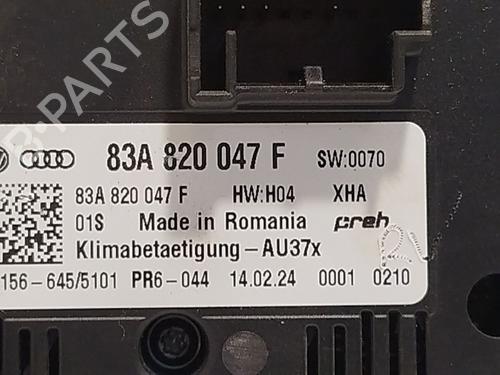 B-PARTS
83A 820 047 F SW:0070
83A 820 047 F HW:H04 XHA
01S Made in Romania preh
Klimabetaetigung-AU37x
156-645/5101 PR6-044 14.02.24 0001 0210